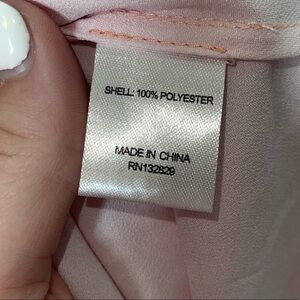 SHELL: 100% POLYESTER
MADE IN CHINA
RN132829